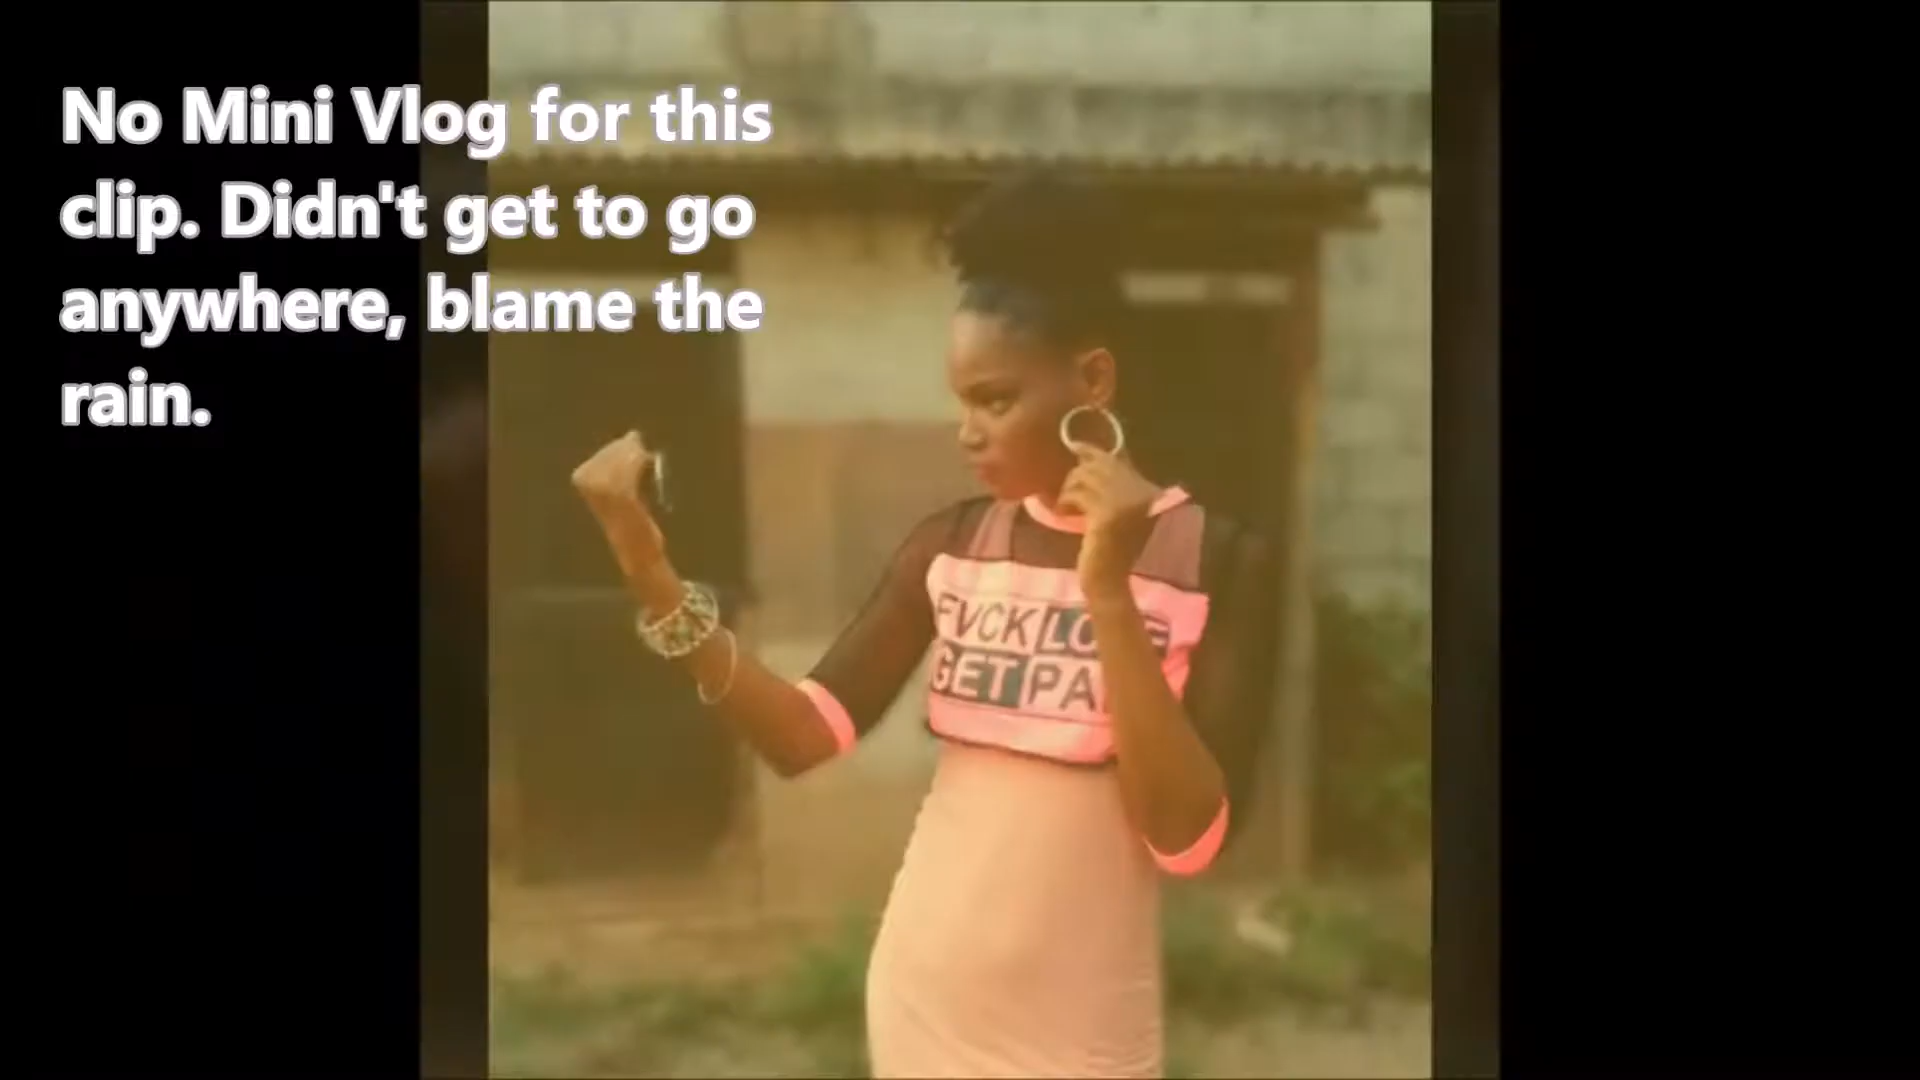 No Mini Vlog for this
clip. Didn't get to go
anywhere, blame the
rain.
FVCK
GET